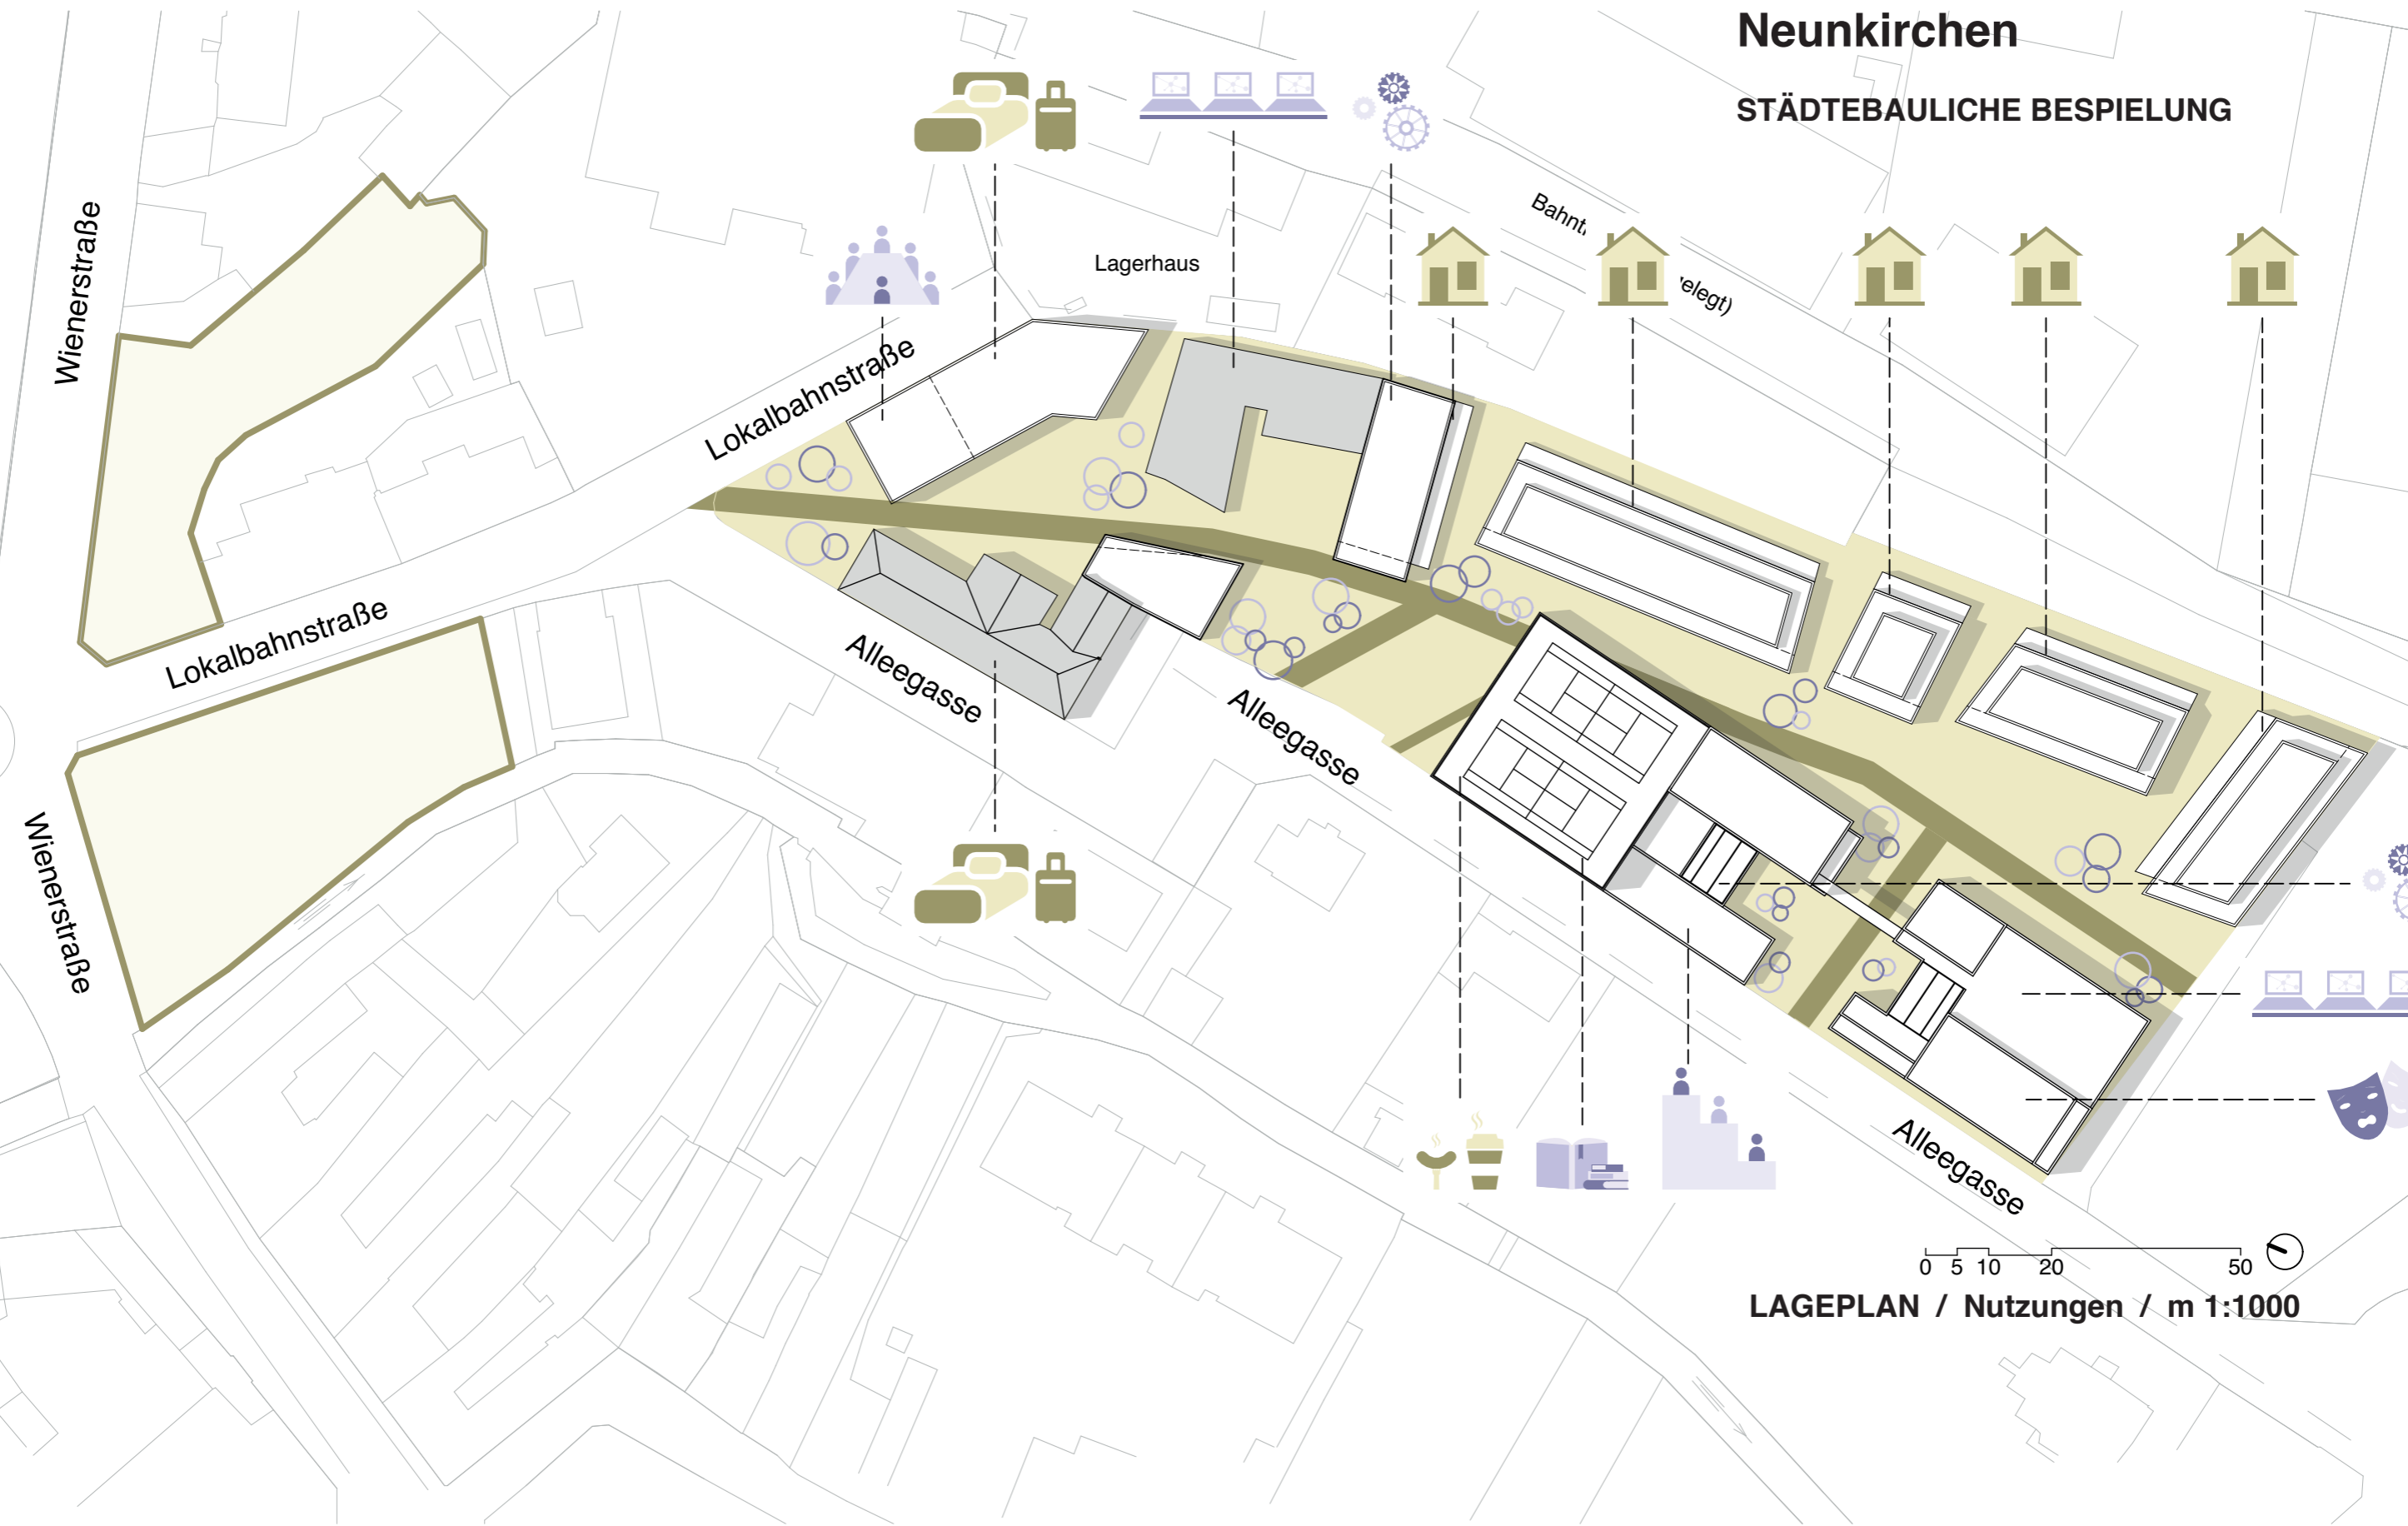 Neunkirchen
STÄDTEBAULICHE BESPIELUNG
Wienerstraße
Lagerhaus
elegt)
Lokalbahnstraße
Lokalbahnstraße
Alleegasse
Alleegasse
Wienerstraße
Alleegasse
0 5 10 20 50
LAGEPLAN / Nutzungen / m 1:1000